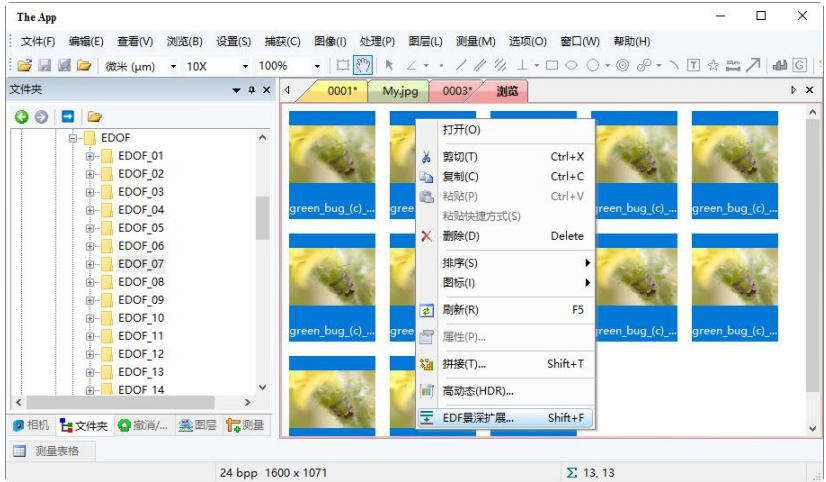 The App
文件(F) 编辑(E) 查看(V) 浏览(B) 设置(S) 捕获(C) 图像(I) 处理(P) 图层(L) 测量(M) 选项(O) 窗口(W) 帮助(H)
微米 (μm) 10X 100%
文件夹
0001* My.jpg 0003* 浏览
EDOF
EDOF_01
EDOF_02
EDOF_03
EDOF_04
EDOF_05
EDOF_06
EDOF_07
EDOF_08
EDOF_09
EDOF_10
EDOF_11
EDOF_12
EDOF_13
EDOF 14
相机 文件夹 撤消/... 图层 测量
green_bug_(c)_... gree green_bug_(c)_... green_bug_(c)_...
green_bug_(c)_... gree green_bug_(c)_... green_bug_(c)_...
打开(O)
剪切(T) Ctrl+X
复制(C) Ctrl+C
粘贴(P) Ctrl+V
粘贴快捷方式(S)
删除(D) Delete
排序(S)
图标(I)
刷新(R) F5
属性(P)...
拼接(T)... Shift+T
高动态(HDR)...
EDF景深扩展... Shift+F
测量表格
24 bpp 1600 x 1071 Σ 13, 13